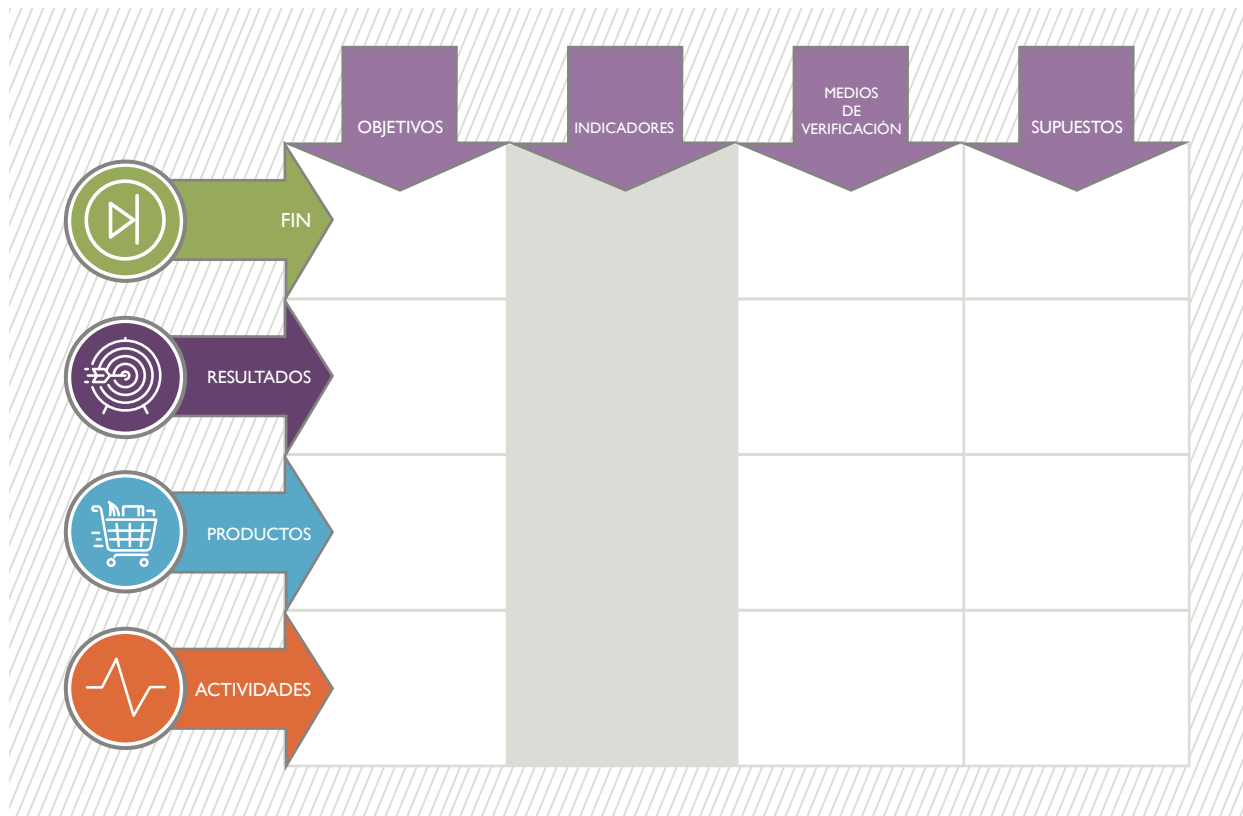 OBJETIVOS
INDICADORES
MEDIOS
DE
VERIFICACIÓN
SUPUESTOS
FIN
RESULTADOS
PRODUCTOS
ACTIVIDADES